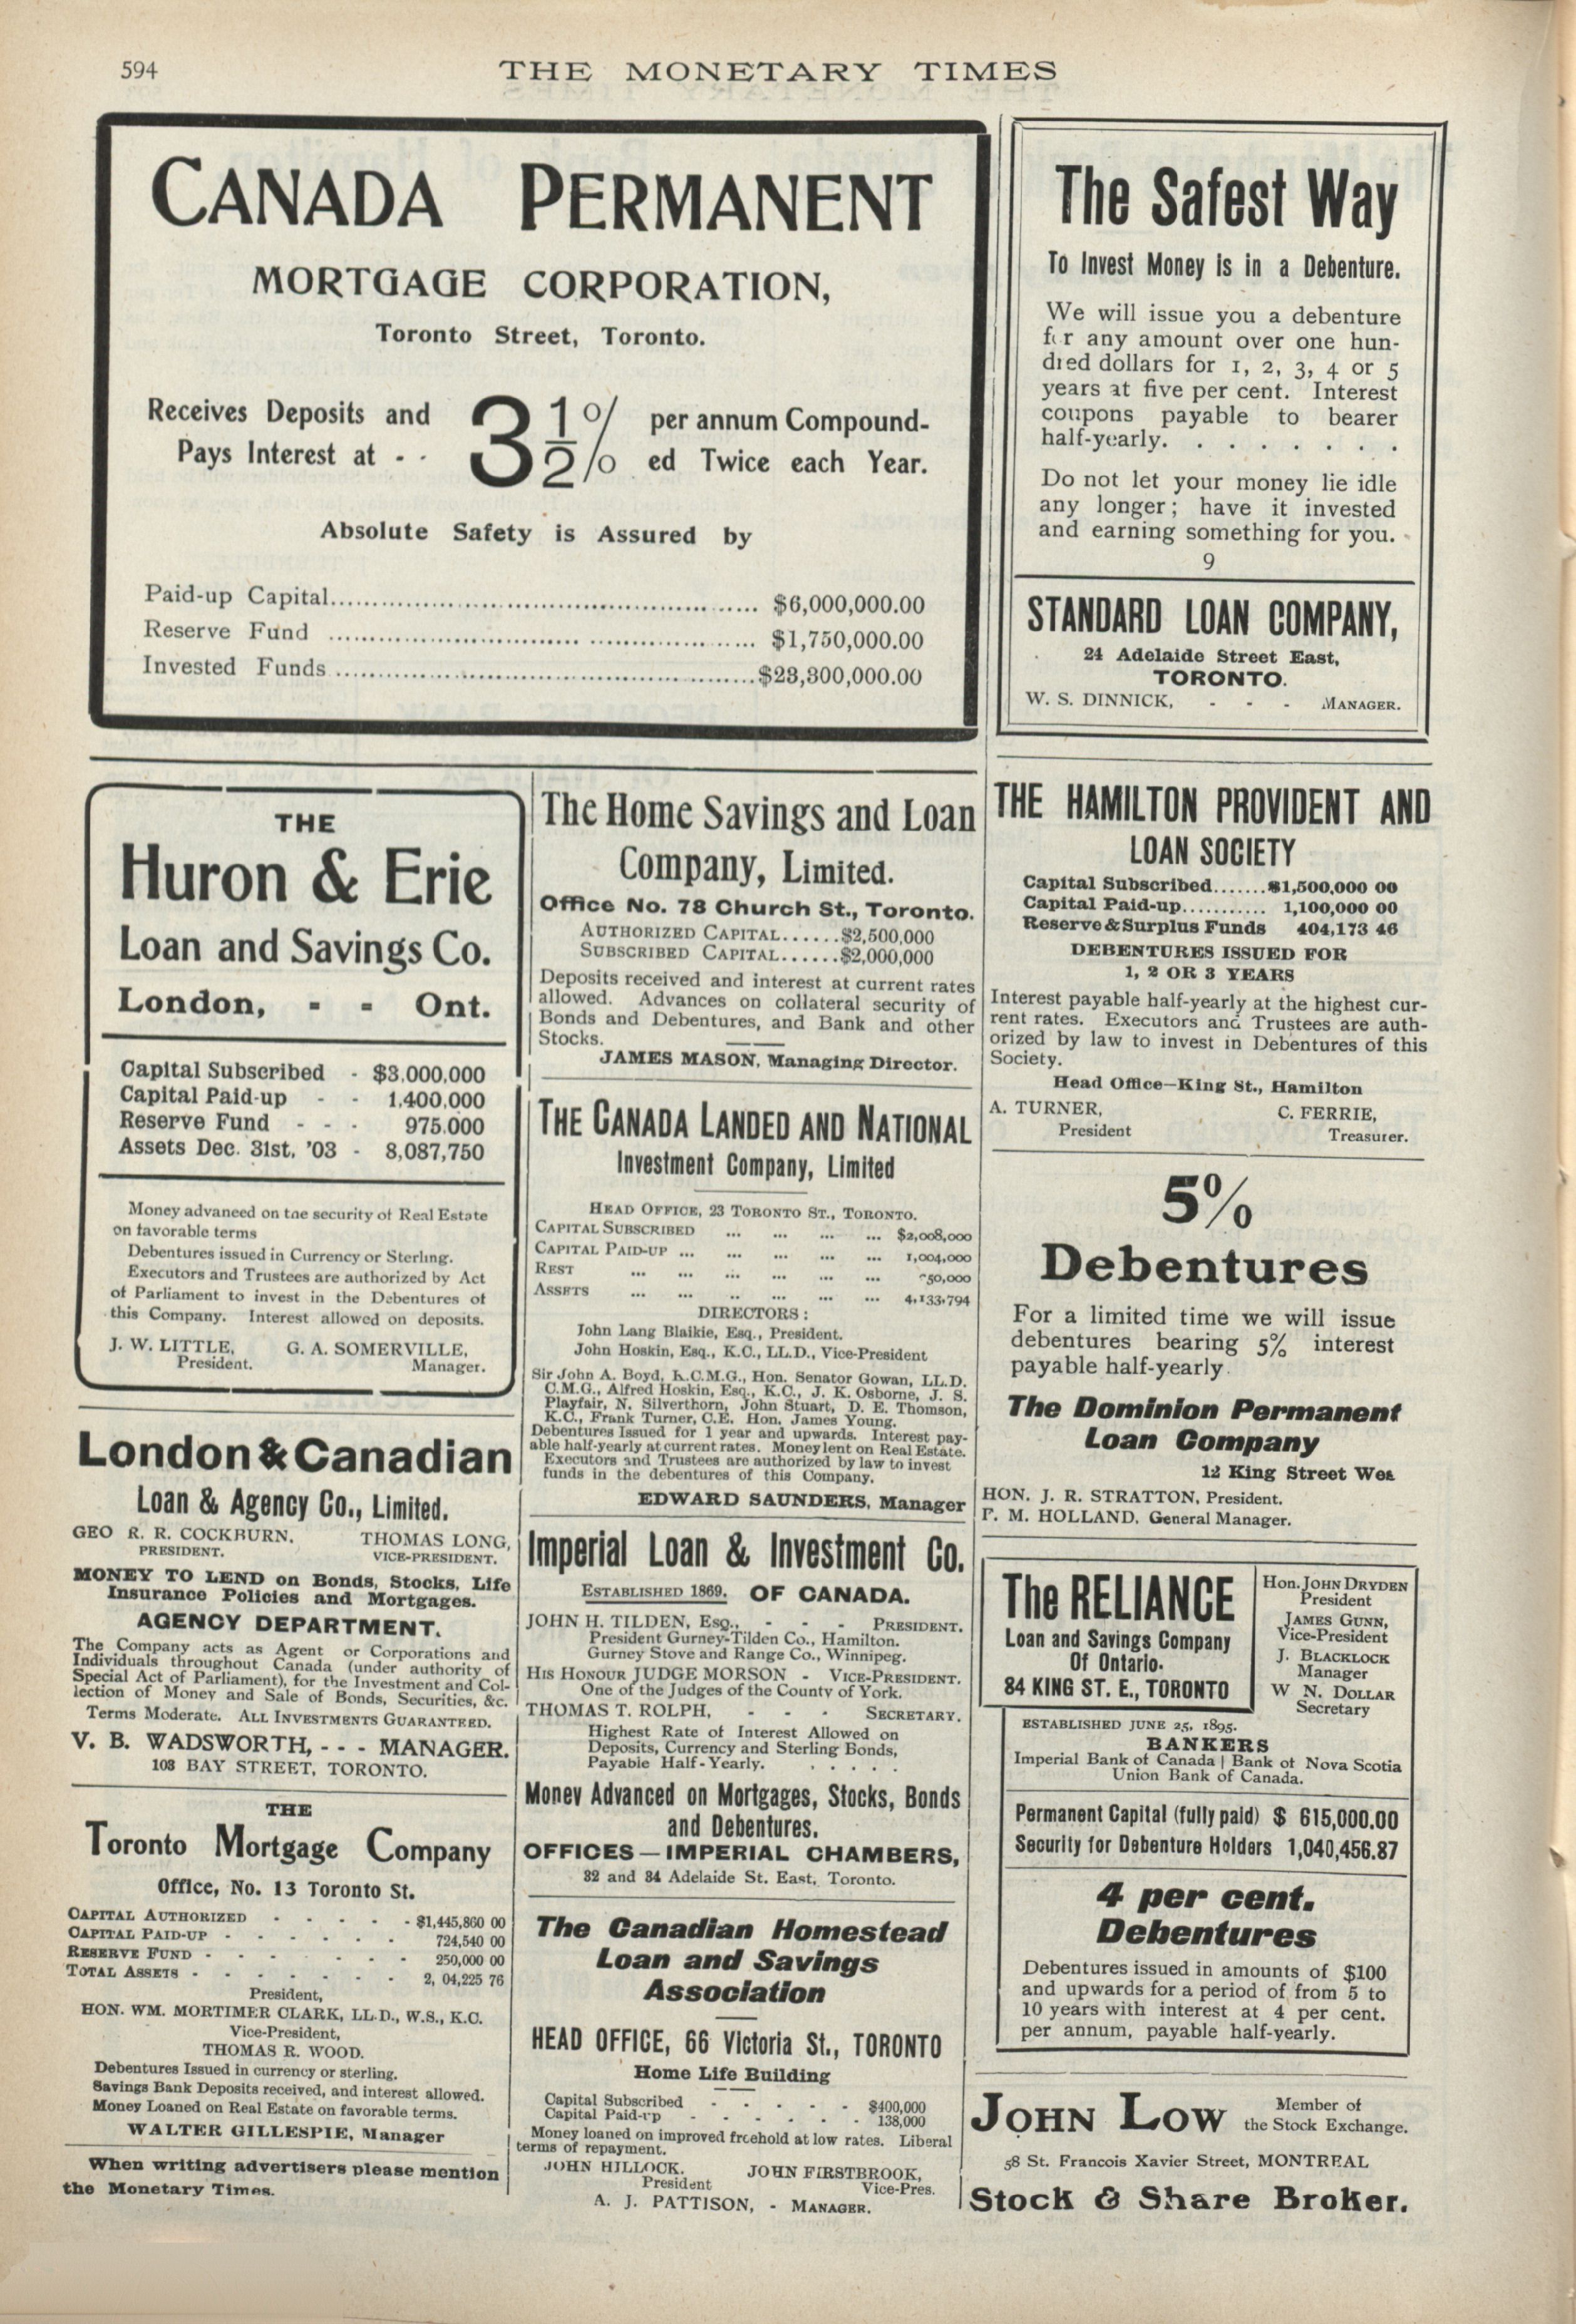 594
THE MONETARY TIMES
CANADA PERMANENT
MORTGAGE CORPORATION,
Toronto Street, Toronto.
Receives Deposits and
Pays Interest at - -
3½%
per annum Compound-
ed Twice each Year.
Absolute Safety is Assured by
Paid-up Capital.................... $6,000,000.00
Reserve Fund .................... $1,750,000.00
Invested Funds....................$23,300,000.00
The Safest Way
To Invest Money is in a Debenture.
We will issue you a debenture
for any amount over one hun-
dred dollars for 1, 2, 3, 4 or 5
years at five per cent. Interest
coupons payable to bearer
half-yearly. . . . . . . .
Do not let your money lie idle
any longer; have it invested
and earning something for you.
9
STANDARD LOAN COMPANY,
24 Adelaide Street East,
TORONTO.
W. S. DINNICK, - - - MANAGER.
THE
Huron & Erie
Loan and Savings Co.
London, - - Ont.
Capital Subscribed - $3,000,000
Capital Paid-up - - 1,400,000
Reserve Fund - - - 975.000
Assets Dec. 31st, '03 - 8,087,750
Money advanced on the security of Real Estate
on favorable terms
Debentures issued in Currency or Sterling.
Executors and Trustees are authorized by Act
of Parliament to invest in the Debentures of
this Company. Interest allowed on deposits.
J. W. LITTLE, G. A. SOMERVILLE,
President. Manager.
London & Canadian
Loan & Agency Co., Limited.
GEO R. R. COCKBURN, THOMAS LONG,
PRESIDENT. VICE-PRESIDENT.
MONEY TO LEND on Bonds, Stocks, Life
Insurance Policies and Mortgages.
AGENCY DEPARTMENT.
The Company acts as Agent or Corporations and
Individuals throughout Canada (under authority of
Special Act of Parliament), for the Investment and Col-
lection of Money and Sale of Bonds, Securities, &c.
Terms Moderate. ALL INVESTMENTS GUARANTEED.
V. B. WADSWORTH, - - - MANAGER.
103 BAY STREET, TORONTO.
THE
Toronto Mortgage Company
Office, No. 13 Toronto St.
CAPITAL AUTHORIZED - - - - - $1,445,860 00
CAPITAL PAID-UP - - - - - - 724,540 00
RESERVE FUND - - - - - - 250,000 00
TOTAL ASSETS - - - - - - - 2, 04,225 76
President,
HON. WM. MORTIMER CLARK, LL.D., W.S., K.C.
Vice-President,
THOMAS R. WOOD.
Debentures Issued in currency or sterling.
Savings Bank Deposits received, and interest allowed.
Money Loaned on Real Estate on favorable terms.
WALTER GILLESPIE, Manager
When writing advertisers please mention
the Monetary Times.
The Home Savings and Loan
Company, Limited.
Office No. 78 Church St., Toronto.
AUTHORIZED CAPITAL......$2,500,000
SUBSCRIBED CAPITAL......$2,000,000
Deposits received and interest at current rates
allowed. Advances on collateral security of
Bonds and Debentures, and Bank and other
Stocks.
JAMES MASON, Managing Director.
THE CANADA LANDED AND NATIONAL
Investment Company, Limited
HEAD OFFICE, 23 TORONTO ST., TORONTO.
CAPITAL SUBSCRIBED ... ... ... ... $2,008,000
CAPITAL PAID-UP ... ... ... ... ... 1,004,000
REST ... ... ... ... ... ... 50,000
ASSETS ... ... .. ... ... ... 4,133,794
DIRECTORS:
John Lang Blaikie, Esq., President.
John Hoskin, Esq., K.C., LL.D., Vice-President
Sir John A. Boyd, K.C.M.G., Hon. Senator Gowan, LL.D.
C.M.G., Alfred Hoskin, Esq., K.C., J. K. Osborne, J. S.
Playfair, N. Silverthorn, John Stuart, D. E. Thomson,
K.C., Frank Turner, C.E. Hon. James Young.
Debentures Issued for 1 year and upwards. Interest pay-
able half-yearly at current rates. Money lent on Real Estate.
Executors and Trustees are authorized by law to invest
funds in the debentures of this Company.
EDWARD SAUNDERS, Manager
Imperial Loan & Investment Co.
ESTABLISHED 1869. OF CANADA.
JOHN H. TILDEN, ESQ., - - - PRESIDENT.
President Gurney-Tilden Co., Hamilton.
Gurney Stove and Range Co., Winnipeg.
HIS HONOUR JUDGE MORSON - VICE-PRESIDENT.
One of the Judges of the County of York.
THOMAS T. ROLPH, - - - SECRETARY.
Highest Rate of Interest Allowed on
Deposits, Currency and Sterling Bonds,
Payable Half-Yearly. . . . . .
Money Advanced on Mortgages, Stocks, Bonds
and Debentures.
OFFICES — IMPERIAL CHAMBERS,
32 and 34 Adelaide St. East, Toronto.
The Canadian Homestead
Loan and Savings
Association
HEAD OFFICE, 66 Victoria St., TORONTO
Home Life Building
Capital Subscribed - - - - - $400,000
Capital Paid-up - - - - - - 138,000
Money loaned on improved freehold at low rates. Liberal
terms of repayment.
JOHN HILLOCK, JOHN FIRSTBROOK,
President Vice-Pres.
A. J. PATTISON, - MANAGER.
THE HAMILTON PROVIDENT AND
LOAN SOCIETY
Capital Subscribed.......$1,500,000 00
Capital Paid-up........... 1,100,000 00
Reserve & Surplus Funds 404,173 46
DEBENTURES ISSUED FOR
1, 2 OR 3 YEARS
Interest payable half-yearly at the highest cur-
rent rates. Executors and Trustees are auth-
orized by law to invest in Debentures of this
Society.
Head Office—King St., Hamilton
A. TURNER, C. FERRIE,
President Treasurer.
5%
Debentures
For a limited time we will issue
debentures bearing 5% interest
payable half-yearly.
The Dominion Permanent
Loan Company
12 King Street Wes
HON. J. R. STRATTON, President.
F. M. HOLLAND, General Manager.
The RELIANCE
Loan and Savings Company
Of Ontario.
84 KING ST. E., TORONTO
Hon. JOHN DRYDEN
President
JAMES GUNN,
Vice-President
J. BLACKLOCK
Manager
W N. DOLLAR
Secretary
ESTABLISHED JUNE 25, 1895.
BANKERS
Imperial Bank of Canada | Bank of Nova Scotia
Union Bank of Canada.
Permanent Capital (fully paid) $ 615,000.00
Security for Debenture Holders 1,040,456.87
4 per cent.
Debentures
Debentures issued in amounts of $100
and upwards for a period of from 5 to
10 years with interest at 4 per cent.
per annum, payable half-yearly.
JOHN LOW
Member of
the Stock Exchange.
58 St. Francois Xavier Street, MONTREAL
Stock & Share Broker.